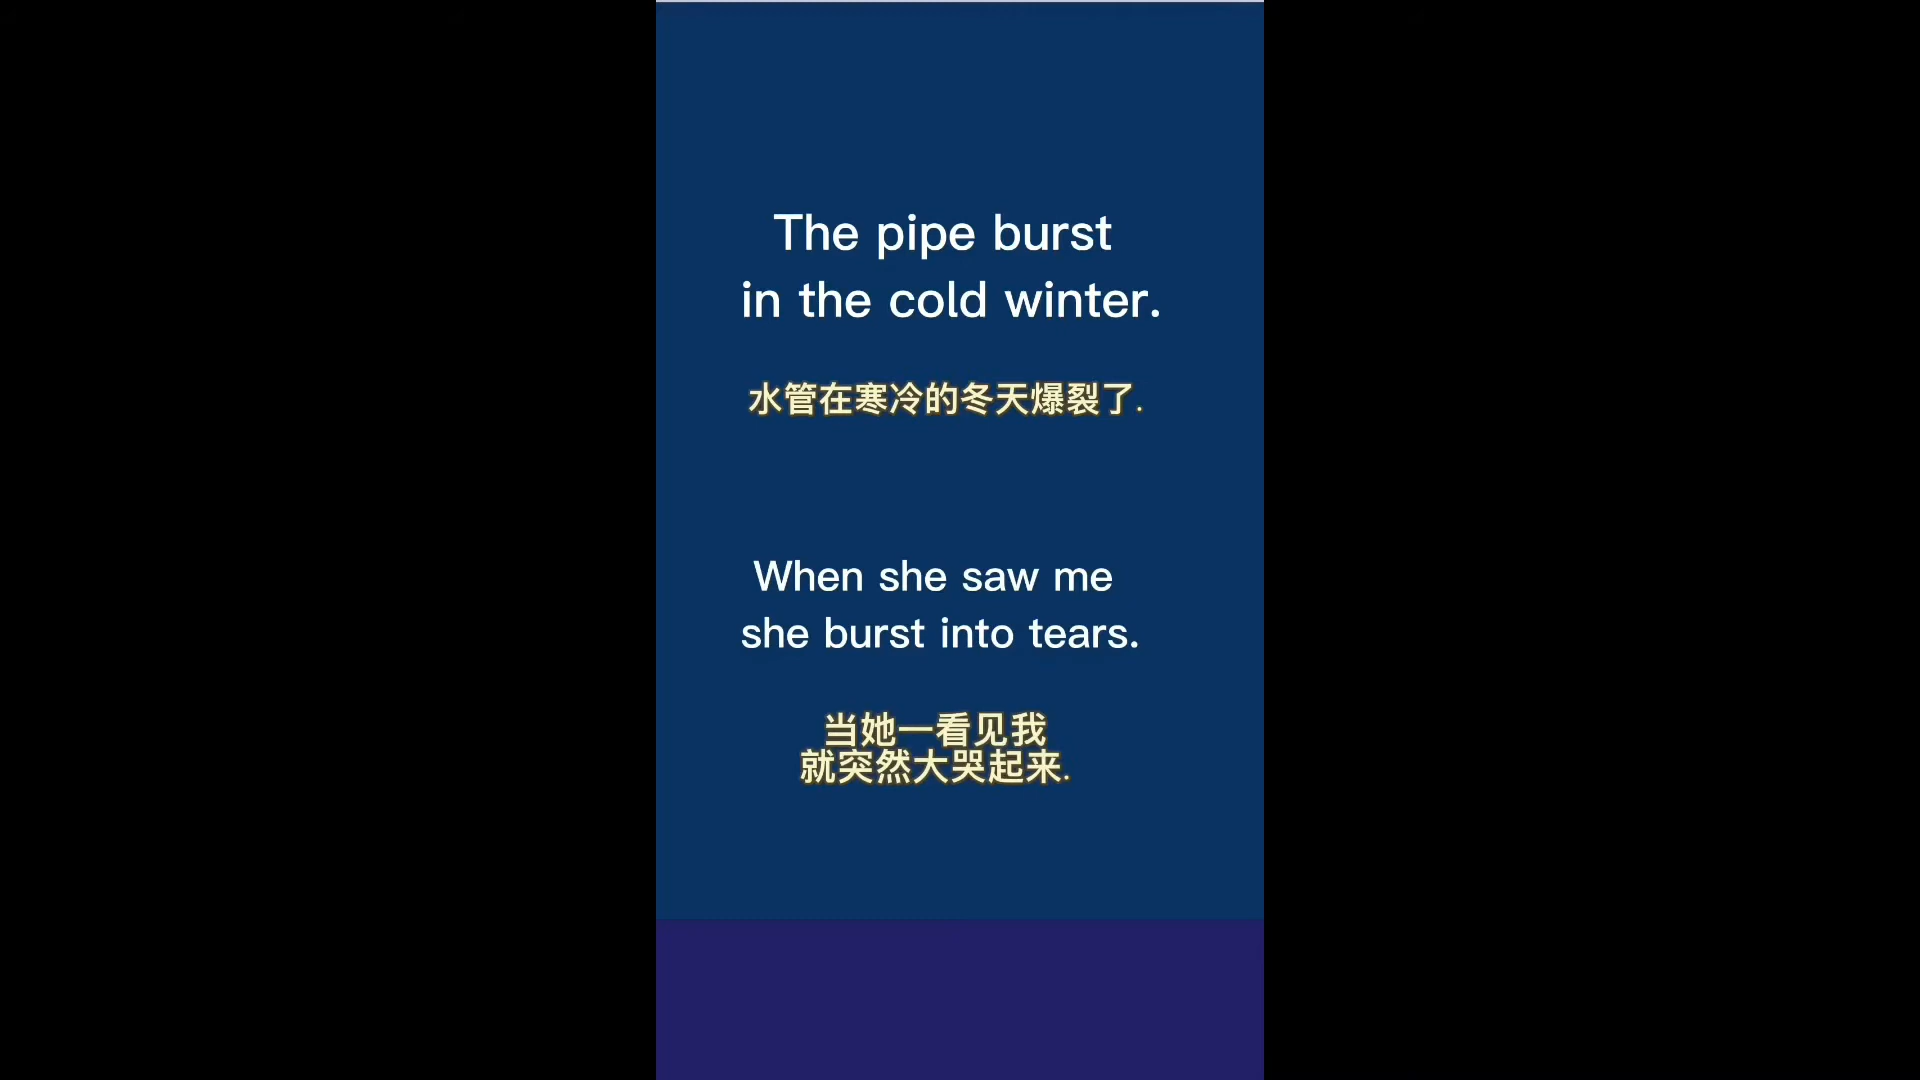 The pipe burst
in the cold winter.
水管在寒冷的冬天爆裂了.
When she saw me
she burst into tears.
当她一看见我
就突然大哭起来.